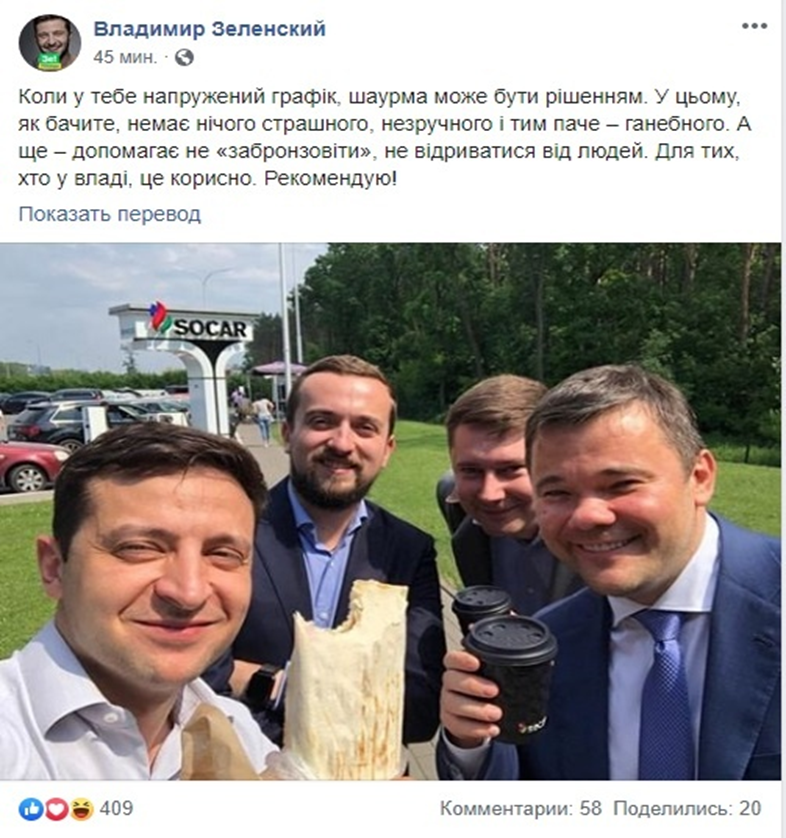 Владимир Зеленский
45 мин.
Коли у тебе напружений графік, шаурма може бути рішенням. У цьому,
як бачите, немає нічого страшного, незручного і тим паче – ганебного. А
ще – допомагає не «забронзовіти», не відриватися від людей. Для тих,
хто у владі, це корисно. Рекомендую!
Показать перевод
SOCAR
409
Комментарии: 58 Поделились: 20